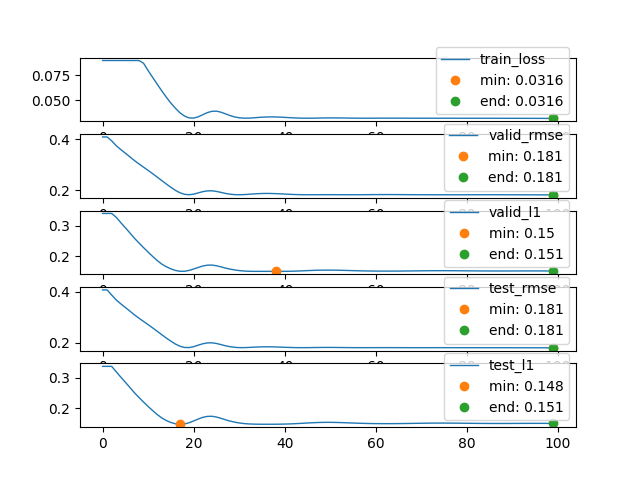 train_loss
min: 0.0316
end: 0.0316
0.075
0.050
valid_rmse
min: 0.181
end: 0.181
0.4
0.2
valid_l1
min: 0.15
end: 0.151
0.3
0.2
test_rmse
min: 0.181
end: 0.181
0.4
0.2
test_l1
min: 0.148
end: 0.151
0.3
0.2
0 20 40 60 80 100